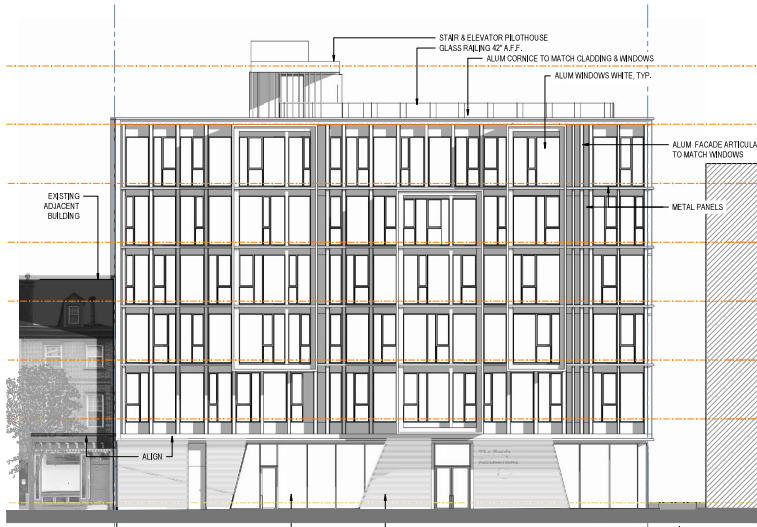 STAIR & ELEVATOR PILOTHOUSE
GLASS RAILING 42" A.F.F.
ALUM CORNICE TO MATCH CLADDING & WINDOWS
ALUM WINDOWS WHITE, TYP.
ALUM FACADE ARTICULA
TO MATCH WINDOWS
EXISTING
ADJACENT
BUILDING
METAL PANELS
ALIGN